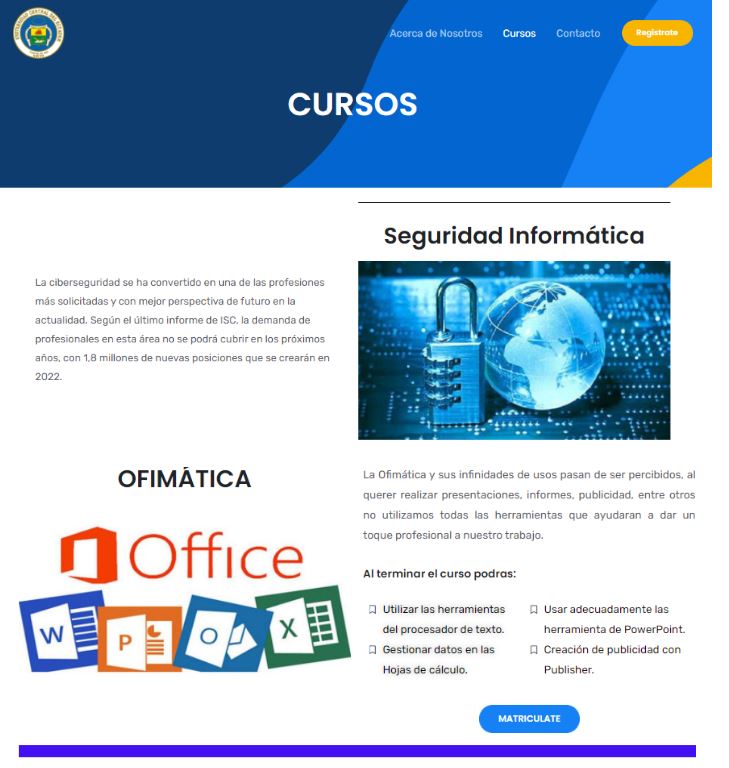 Acerca de Nosotros
Cursos
Contacto
Registrate
CURSOS
Seguridad Informática
La ciberseguridad se ha convertido en una de las profesiones
más solicitadas y con mejor perspectiva de futuro en la
actualidad. Según el último informe de ISC, la demanda de
profesionales en esta área no se podrá cubrir en los próximos
años, con 1,8 millones de nuevas posiciones que se crearán en
2022.
OFIMÁTICA
Office
W
P
O
X
La Ofimática y sus infinidades de usos pasan de ser percibidos, al
querer realizar presentaciones, informes, publicidad, entre otros
no utilizamos todas las herramientas que ayudaran a dar un
toque profesional a nuestro trabajo.
Al terminar el curso podras:
Utilizar las herramientas
del procesador de texto.
Gestionar datos en las
Hojas de cálculo.
Usar adecuadamente las
herramienta de PowerPoint.
Creación de publicidad con
Publisher.
MATRICULATE